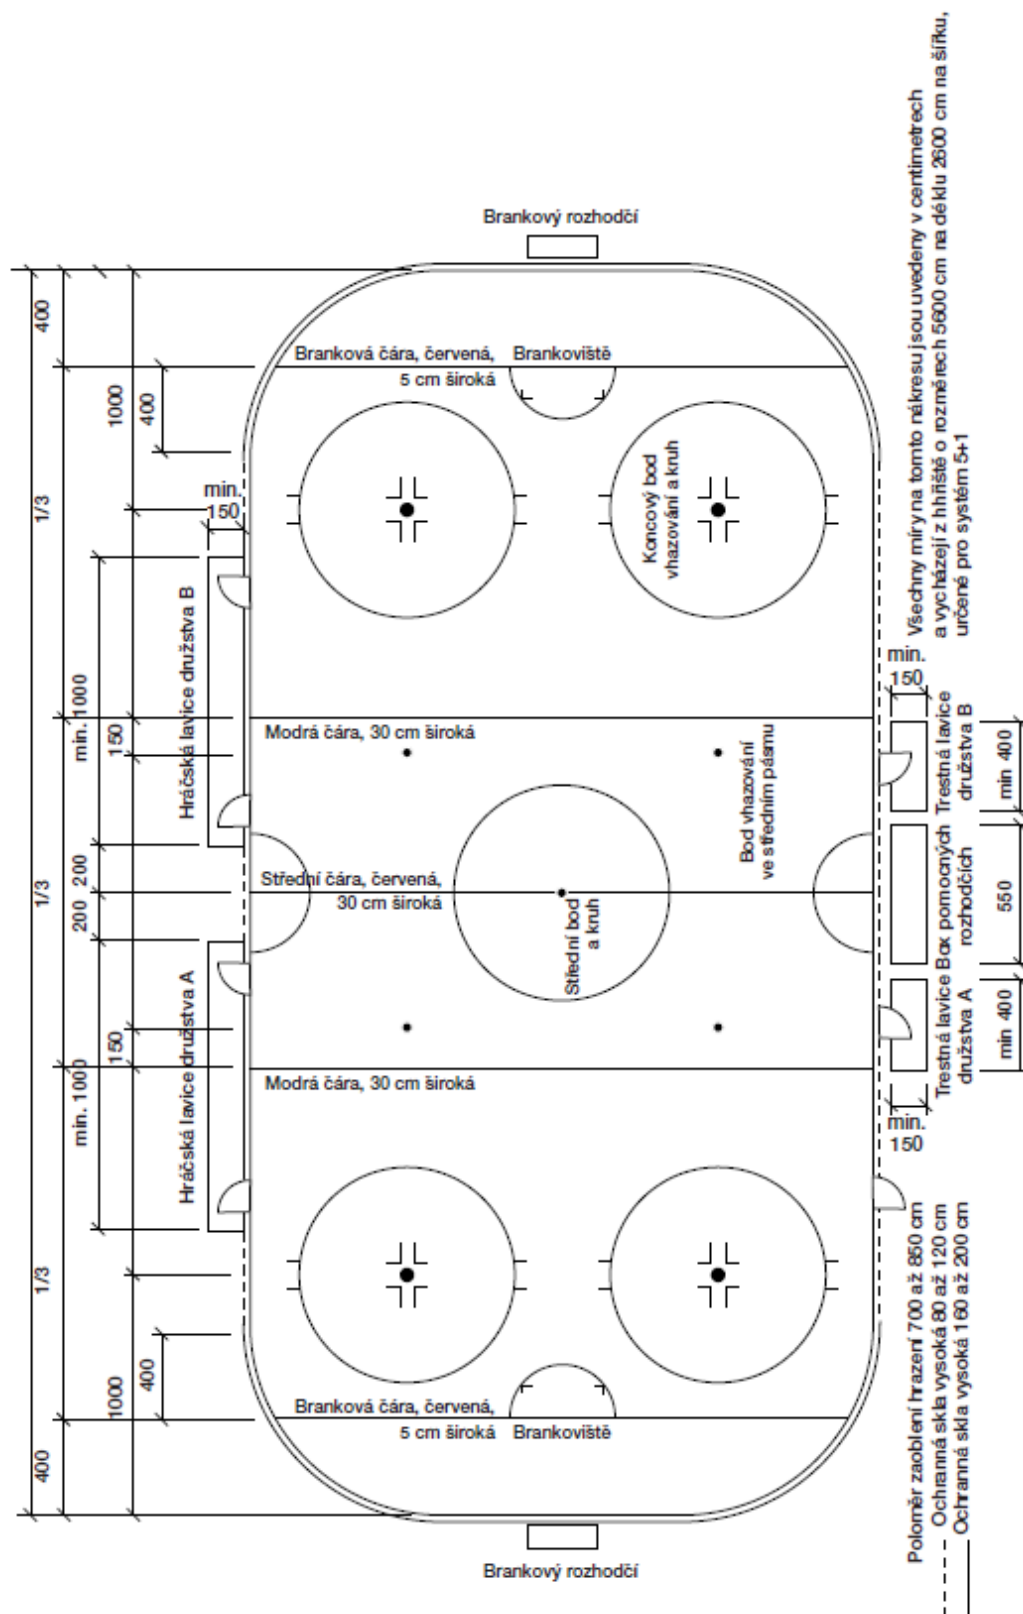 Brankový rozhodčí
400
1/3
1/3
1/3
400
min. 1000
200
200
min. 1000
1000
150
150
1000
400
400
min.
150
Hráčská lavice družstva B
Hráčská lavice družstva A
Branková čára, červená,
5 cm široká
Brankoviště
Koncový bod
vhazování a kruh
Modrá čára, 30 cm široká
Bod vhazování
ve středním pásmu
Střední čára, červená,
30 cm široká
Střední bod
a kruh
Modrá čára, 30 cm široká
Branková čára, červená,
5 cm široká
Brankoviště
Brankový rozhodčí
Všechny míry na tomto nákresu jsou uvedeny v centimetrech
a vycházejí z hhřiště o rozměrech 5600 cm na déklu 2600 cm na šířku,
určené pro systém 5+1
min.
150
Trestná lavice
družstva B
min 400
Box pomocných
rozhodčích
550
Trestná lavice
družstva A
min 400
min.
150
Poloměr zaoblení hrazení 700 až 850 cm
Ochranná skla vysoká 80 až 120 cm
Ochranná skla vysoká 160 až 200 cm